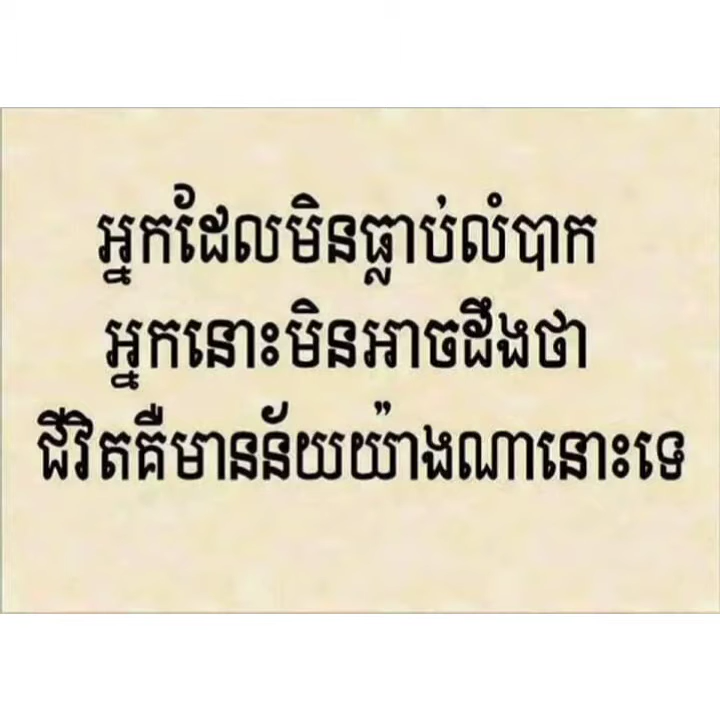 អ្នកដែលមិនធ្លាប់លំបាក
អ្នកនោះមិនអាចដឹងថា
ជីវិតគឺមានន័យយ៉ាងណានោះទេ